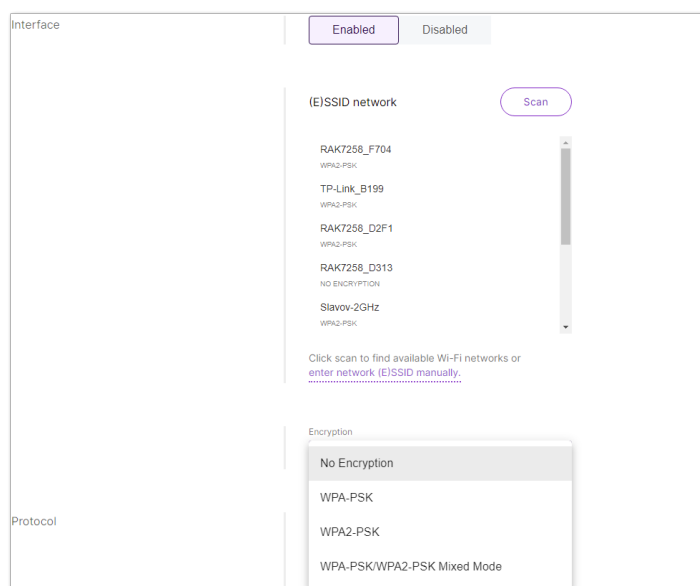 Interface
Enabled
Disabled
(E)SSID network
Scan
RAK7258_F704
WPA2-PSK
TP-Link_B199
WPA2-PSK
RAK7258_D2F1
WPA2-PSK
RAK7258_D313
NO ENCRYPTION
Slavov-2GHz
WPA2-PSK
Click scan to find available Wi-Fi networks or
enter network (E)SSID manually.
Encryption
No Encryption
WPA-PSK
Protocol
WPA2-PSK
WPA-PSK/WPA2-PSK Mixed Mode